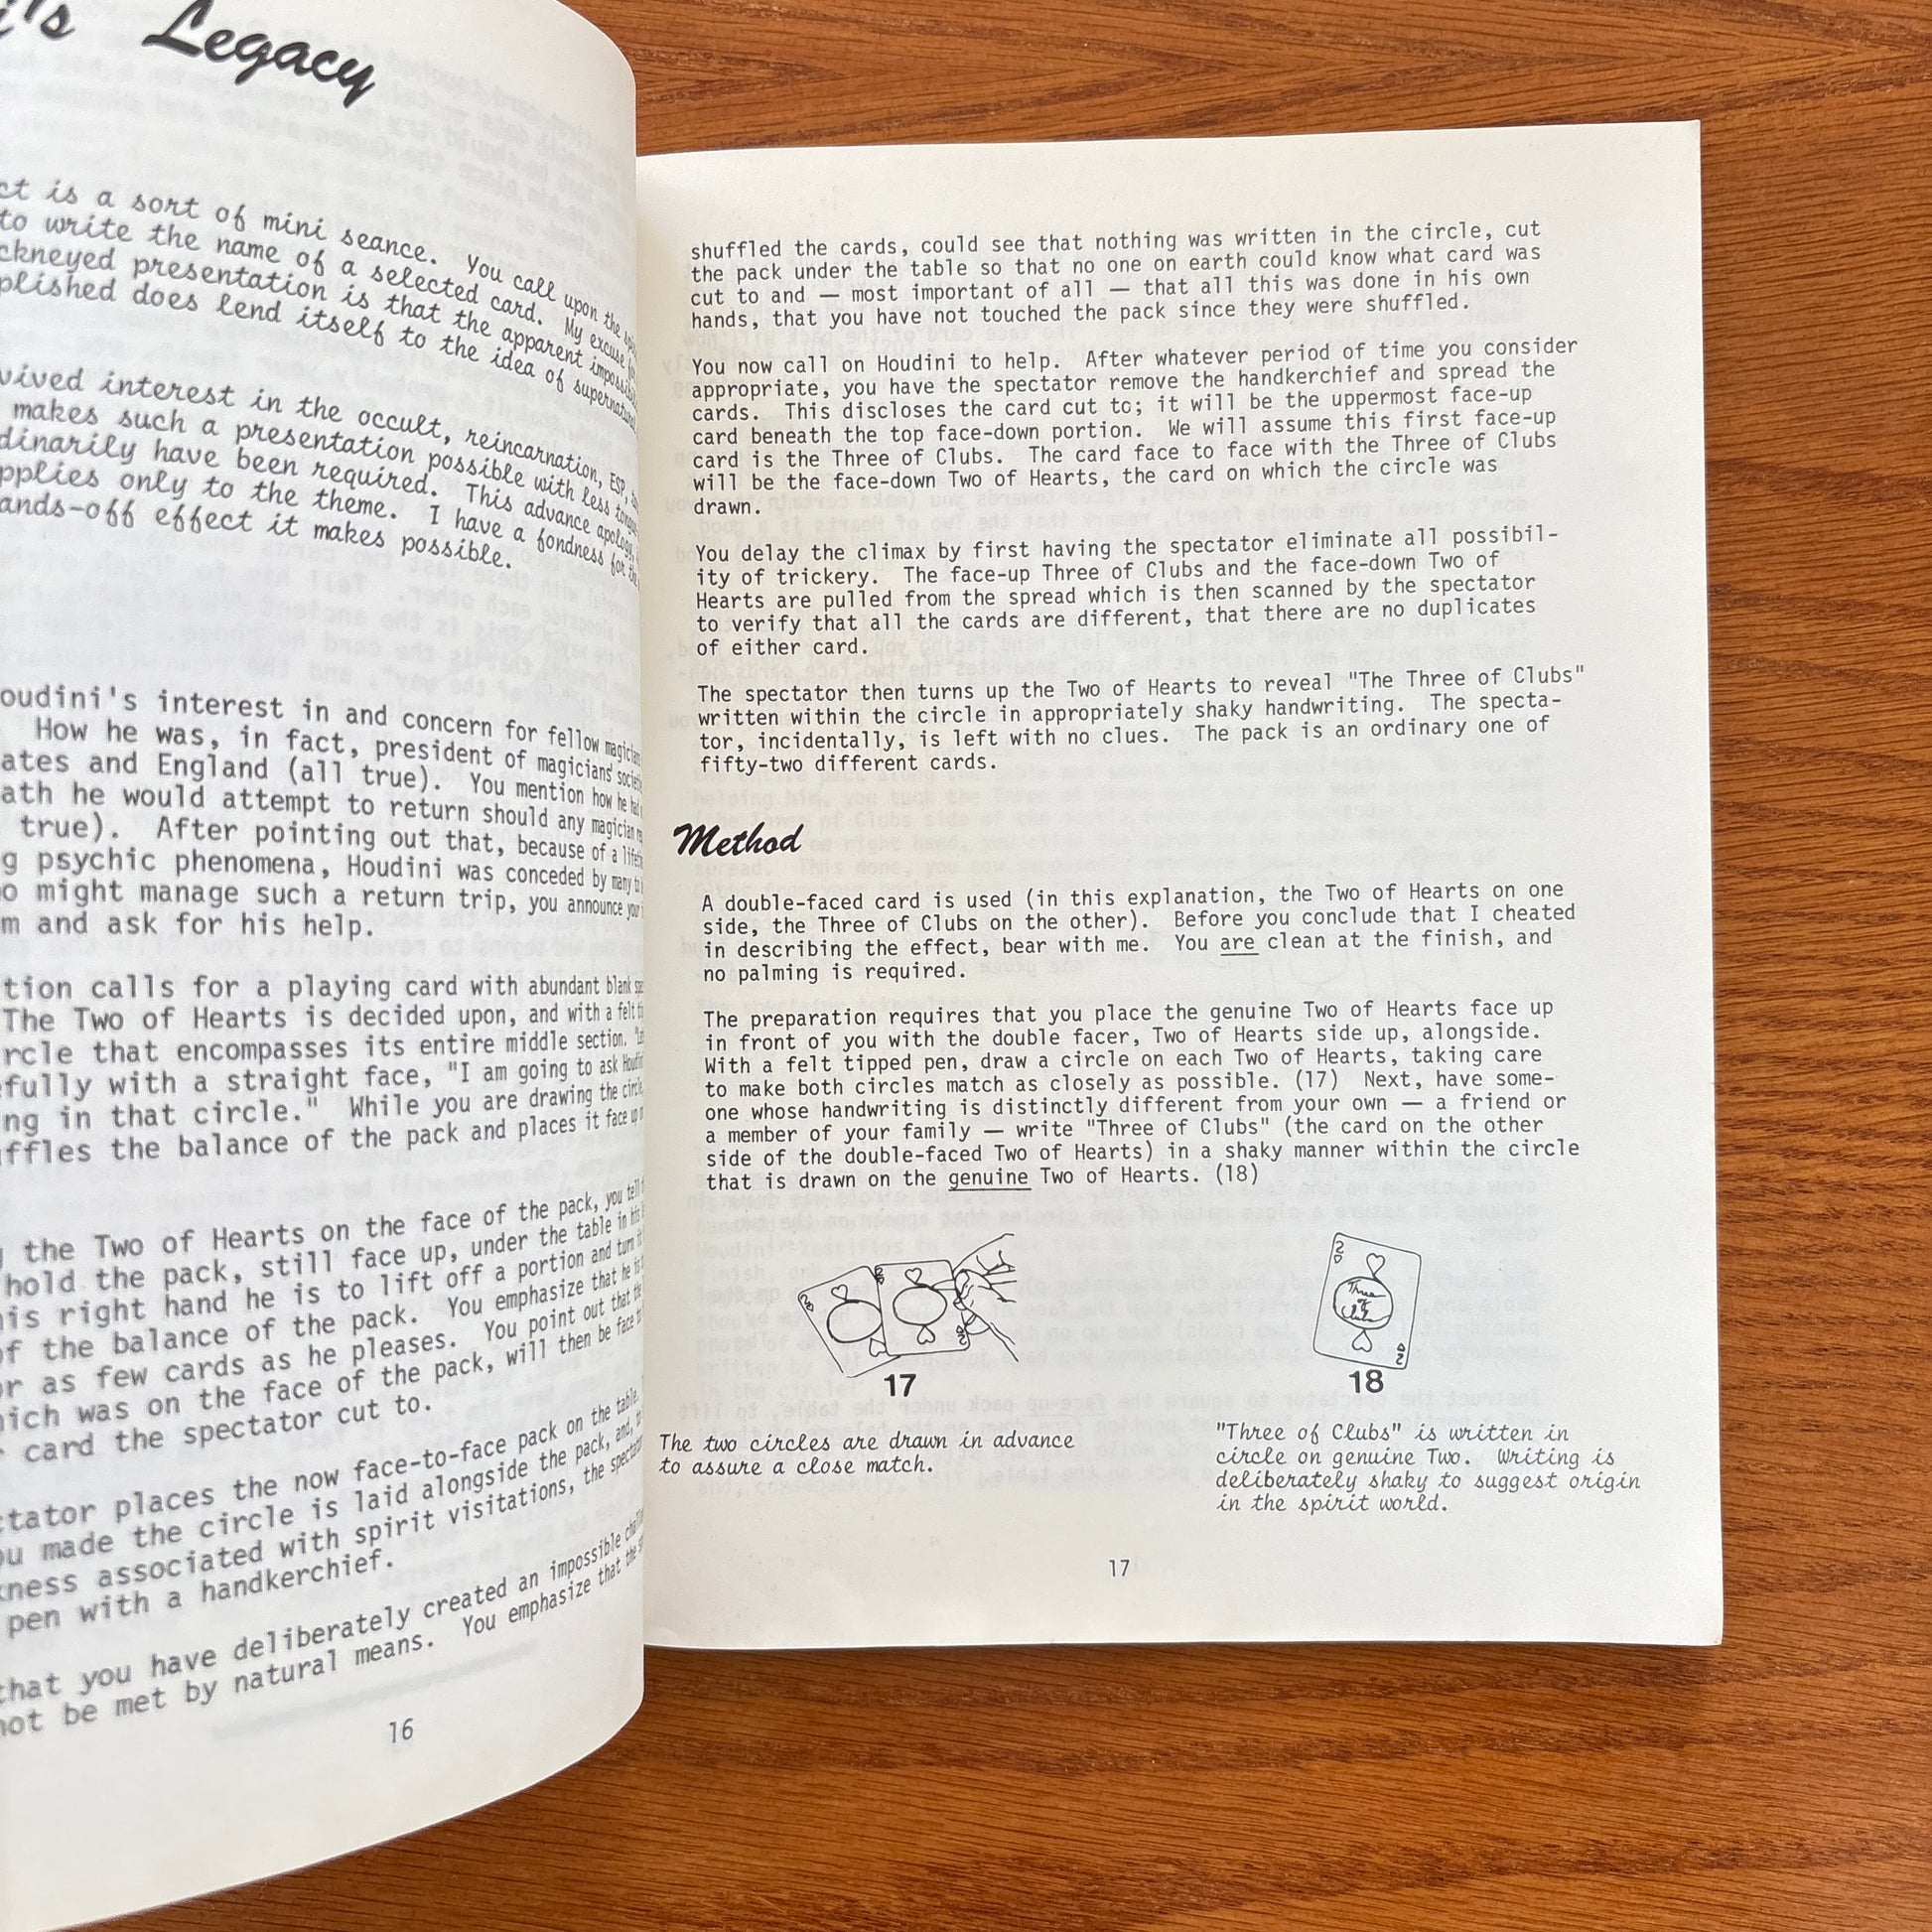 's Legacy
ct is a sort of mini seance. You call upon the
to write the name of a selected card. My excuse
ckneyed presentation is that the apparent
plished does lend itself to the idea of
vived interest in the occult, reincarnation, ESP,
makes such a presentation possible with less
dinarily have been required. This advance apology,
pplies only to the theme. I have a fondness for the
ands-off effect it makes possible.
oudini's interest in and concern for fellow
How he was, in fact, president of magicians'
ates and England (all true). You mention how he had
ath he would attempt to return should any magician
true). After pointing out that, because of a
g psychic phenomena, Houdini was conceded by many
o might manage such a return trip, you announce your
m and ask for his help.
tion calls for a playing card with abundant blank
The Two of Hearts is decided upon, and with a felt
rcle that encompasses its entire middle section.
fully with a straight face, "I am going to ask Houdini
ng in that circle." While you are drawing the circle,
ffles the balance of the pack and places it face up
the Two of Hearts on the face of the pack, you tell
hold the pack, still face up, under the table in his
is right hand he is to lift off a portion and turn it
of the balance of the pack. You emphasize that he is
or as few cards as he pleases. You point out that the
hich was on the face of the pack, will then be face
card the spectator cut to.
ctator places the now face-to-face pack on the table.
ou made the circle is laid alongside the pack, and,
kness associated with spirit visitations, the spectator
pen with a handkerchief.
that you have deliberately created an impossible
not be met by natural means. You emphasize that the
16
shuffled the cards, could see that nothing was written in the circle, cut
the pack under the table so that no one on earth could know what card was
cut to and — most important of all — that all this was done in his own
hands, that you have not touched the pack since they were shuffled.
You now call on Houdini to help. After whatever period of time you consider
appropriate, you have the spectator remove the handkerchief and spread the
cards. This discloses the card cut to; it will be the uppermost face-up
card beneath the top face-down portion. We will assume this first face-up
card is the Three of Clubs. The card face to face with the Three of Clubs
will be the face-down Two of Hearts, the card on which the circle was
drawn.
You delay the climax by first having the spectator eliminate all possibil-
ity of trickery. The face-up Three of Clubs and the face-down Two of
Hearts are pulled from the spread which is then scanned by the spectator
to verify that all the cards are different, that there are no duplicates
of either card.
The spectator then turns up the Two of Hearts to reveal "The Three of Clubs"
written within the circle in appropriately shaky handwriting. The specta-
tor, incidentally, is left with no clues. The pack is an ordinary one of
fifty-two different cards.
Method
A double-faced card is used (in this explanation, the Two of Hearts on one
side, the Three of Clubs on the other). Before you conclude that I cheated
in describing the effect, bear with me. You are clean at the finish, and
no palming is required.
The preparation requires that you place the genuine Two of Hearts face up
in front of you with the double facer, Two of Hearts side up, alongside.
With a felt tipped pen, draw a circle on each Two of Hearts, taking care
to make both circles match as closely as possible. (17) Next, have some-
one whose handwriting is distinctly different from your own — a friend or
a member of your family — write "Three of Clubs" (the card on the other
side of the double-faced Two of Hearts) in a shaky manner within the circle
that is drawn on the genuine Two of Hearts. (18)
2
2
2
2
17
2
Three
of
Clubs
2
18
The two circles are drawn in advance
to assure a close match.
"Three of Clubs" is written in
circle on genuine Two. Writing is
deliberately shaky to suggest origin
in the spirit world.
17